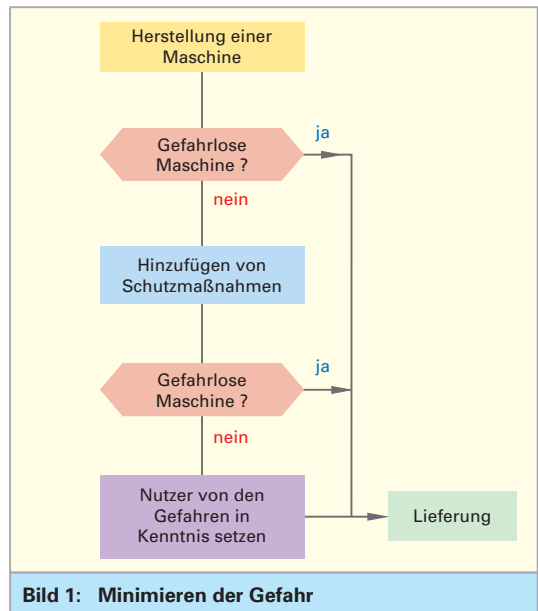 Herstellung einer
Maschine
Gefahrlose
Maschine ?
ja
nein
Hinzufügen von
Schutzmaßnahmen
Gefahrlose
Maschine ?
ja
nein
Nutzer von den
Gefahren in
Kenntnis setzen
Lieferung
Bild 1: Minimieren der Gefahr